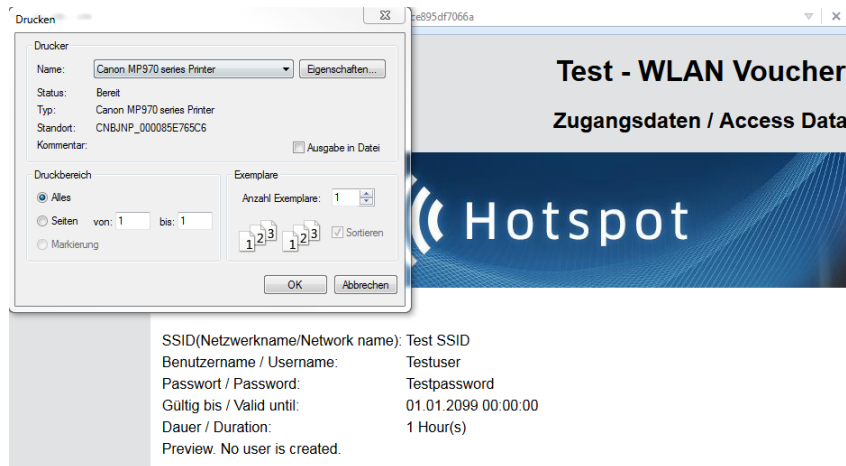 Drucken
ce895df7066a
Drucker
Name: Canon MP970 series Printer Eigenschaften...
Status: Bereit
Typ: Canon MP970 series Printer
Standort: CNBJNP_000085E765C6
Kommentar: Ausgabe in Datei
Druckbereich
Alles
Seiten von: 1 bis: 1
Markierung
Exemplare
Anzahl Exemplare: 1
1 2 3 1 2 3 Sortieren
OK Abbrechen
Test - WLAN Voucher
Zugangsdaten / Access Data
Hotspot
SSID(Netzwerkname/Network name): Test SSID
Benutzername / Username: Testuser
Passwort / Password: Testpassword
Gültig bis / Valid until: 01.01.2099 00:00:00
Dauer / Duration: 1 Hour(s)
Preview. No user is created.